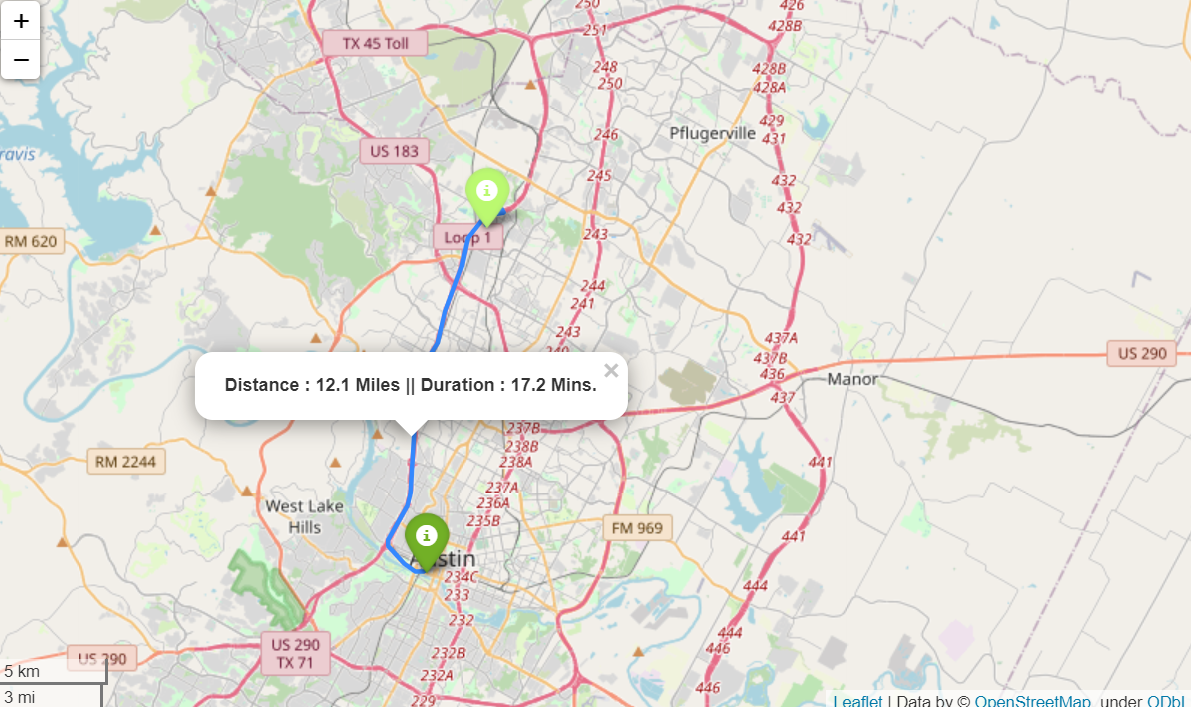 +
−
250
426
428B
251
TX 45 Toll
248
250
428B
428A
429
431
246
Pflugerville
US 183
ravis
245
432
432
RM 620
Loop 1
243
432
244
241
243
437A
240
437B
US 290
436
Manor
437
Distance : 12.1 Miles || Duration : 17.2 Mins.
×
237B
238B
238A
RM 2244
441
237A
236A
235B
West Lake
Hills
FM 969
441
Austin
234C
233
444
232
444
446
US 290
TX 71
232B
US 290
232A
446
229
5 km
3 mi
Leaflet | Data by © OpenStreetMap, under ODbL